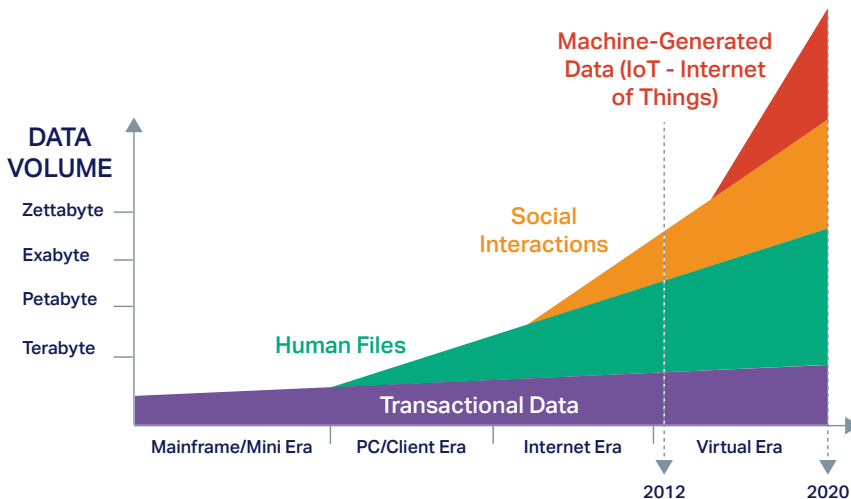 Machine-Generated
Data (IoT - Internet
of Things)
DATA
VOLUME
Zettabyte
Social
Interactions
Exabyte
Petabyte
Terabyte
Human Files
Transactional Data
Mainframe/Mini Era
PC/Client Era
Internet Era
Virtual Era
2012
2020